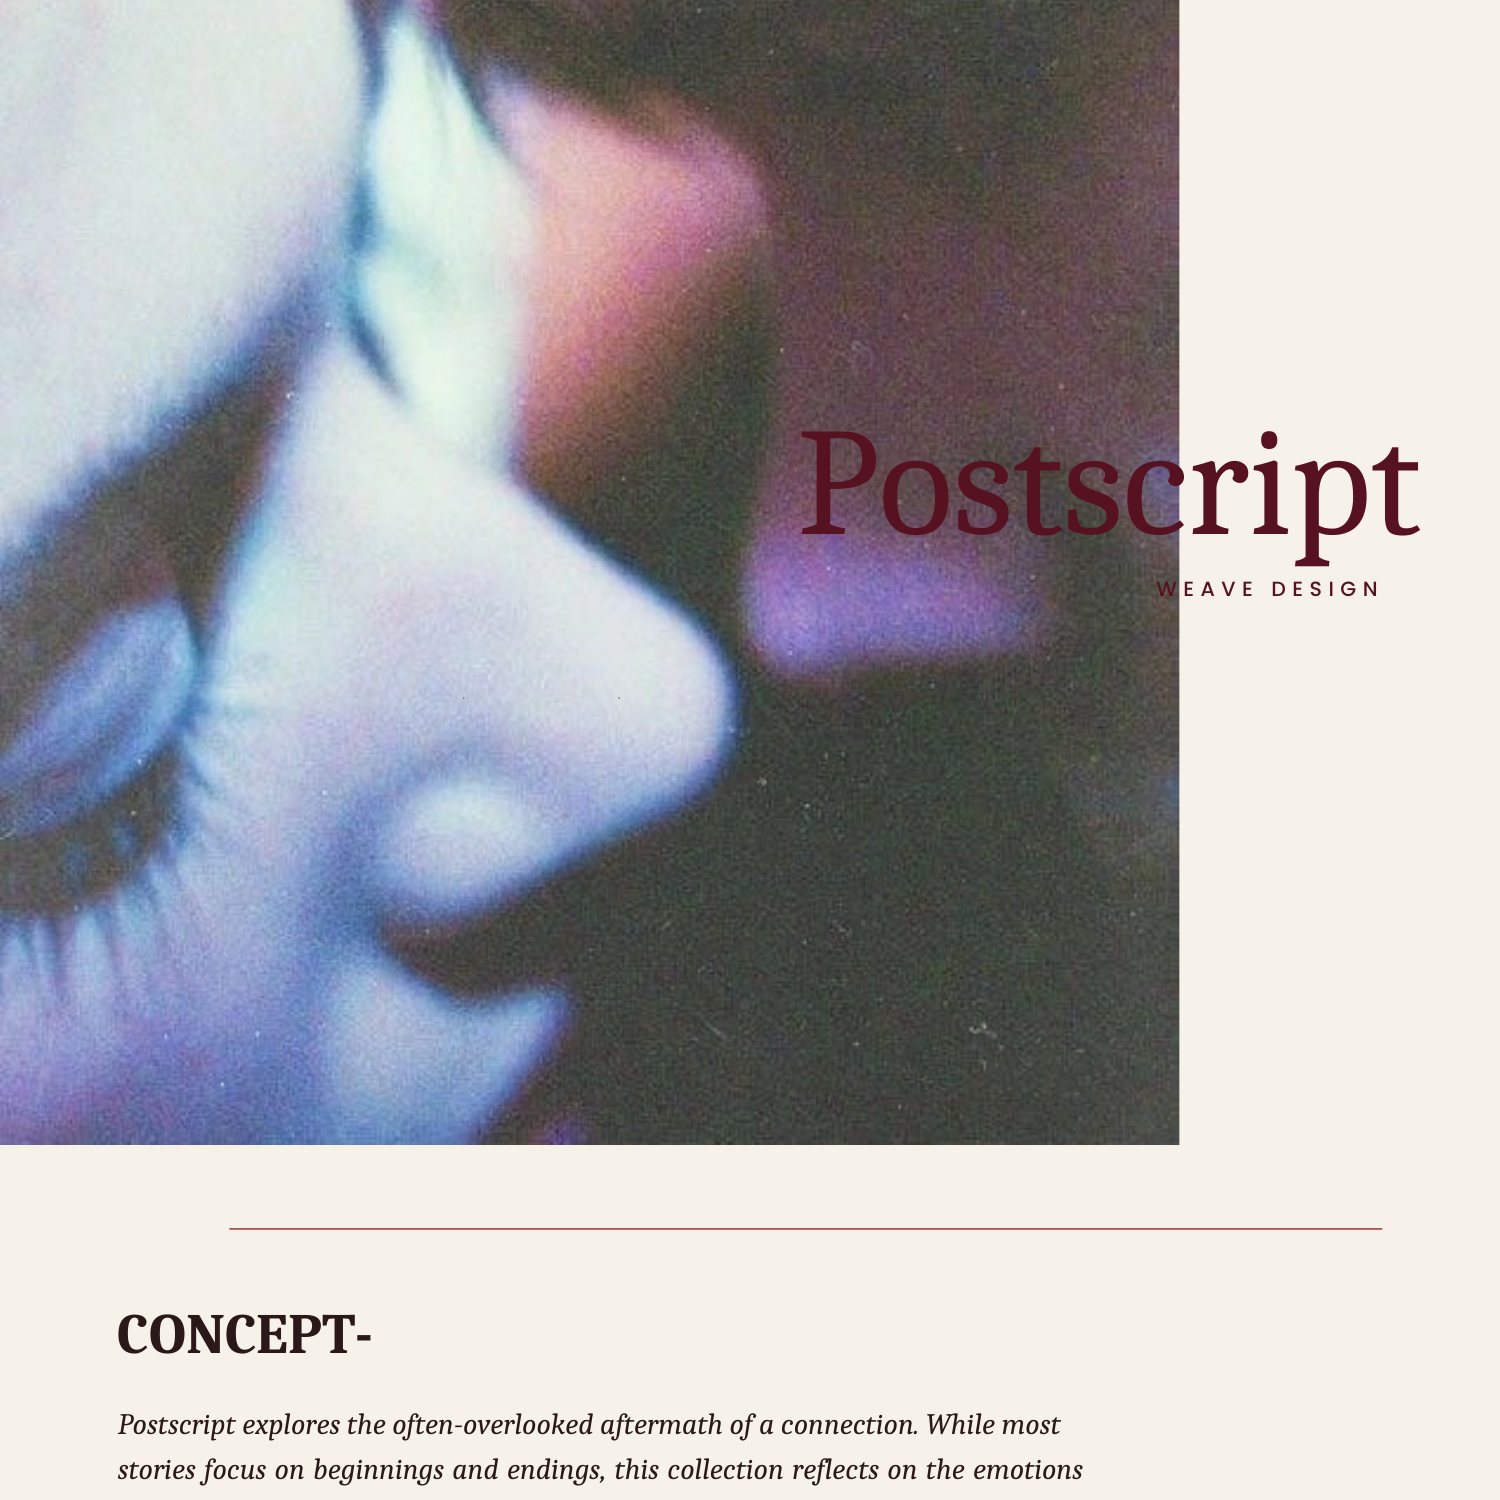 Postscript
WEAVE DESIGN
CONCEPT-
Postscript explores the often-overlooked aftermath of a connection. While most
stories focus on beginnings and endings, this collection reflects on the emotions